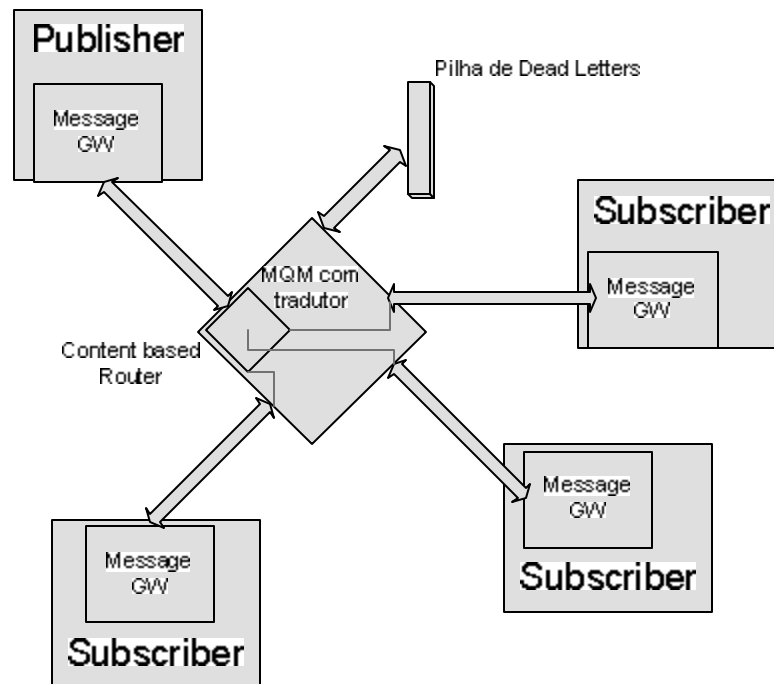 Publisher
Message
GW
Pilha de Dead Letters
Subscriber
Message
GW
MQM com
tradutor
Content based
Router
Message
GW
Subscriber
Message
GW
Subscriber